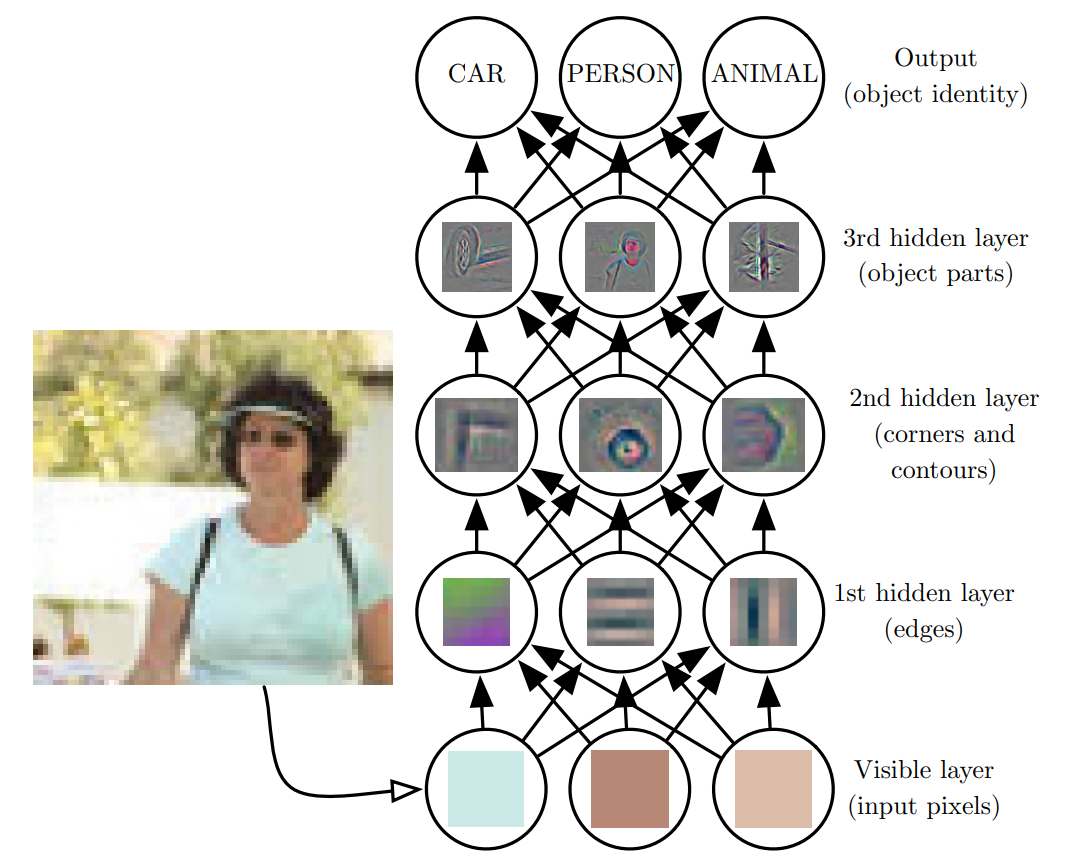 CAR
PERSON
ANIMAL
Output
(object identity)
3rd hidden layer
(object parts)
2nd hidden layer
(corners and
contours)
1st hidden layer
(edges)
Visible layer
(input pixels)